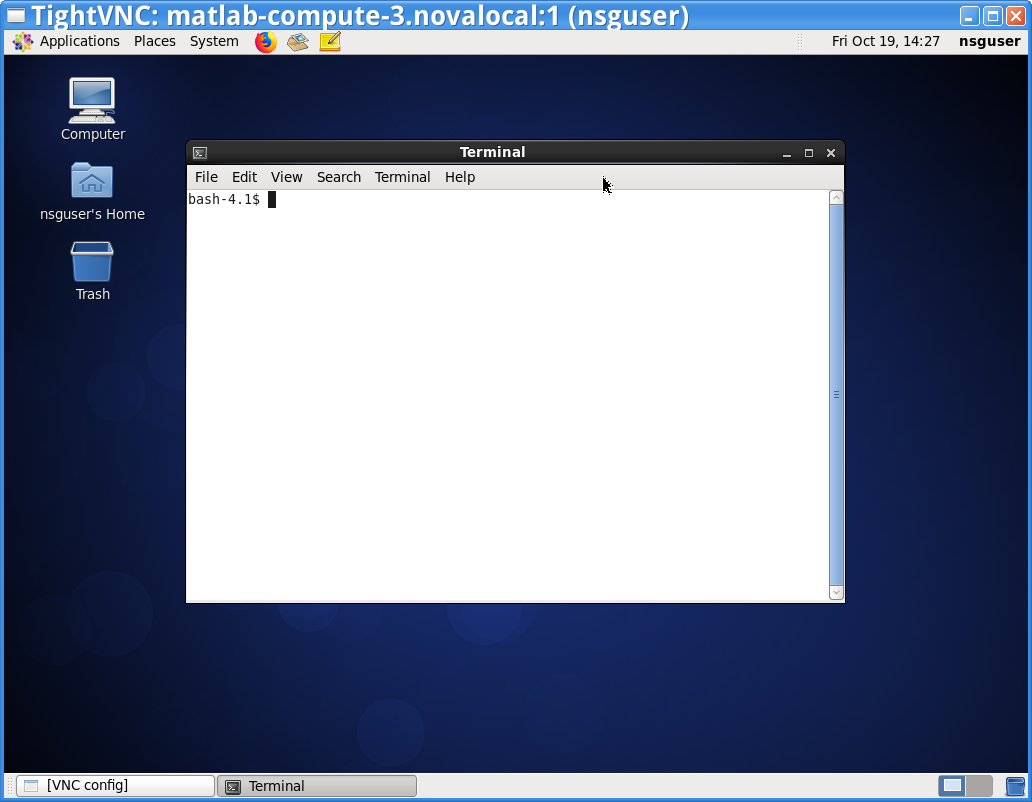 TightVNC: matlab-compute-3.novalocal:1 (nsguser)
Applications Places System Fri Oct 19, 14:27 nsguser
Computer
nsguser's Home
Trash
Terminal
File Edit View Search Terminal Help
bash-4.1$
[VNC config] Terminal